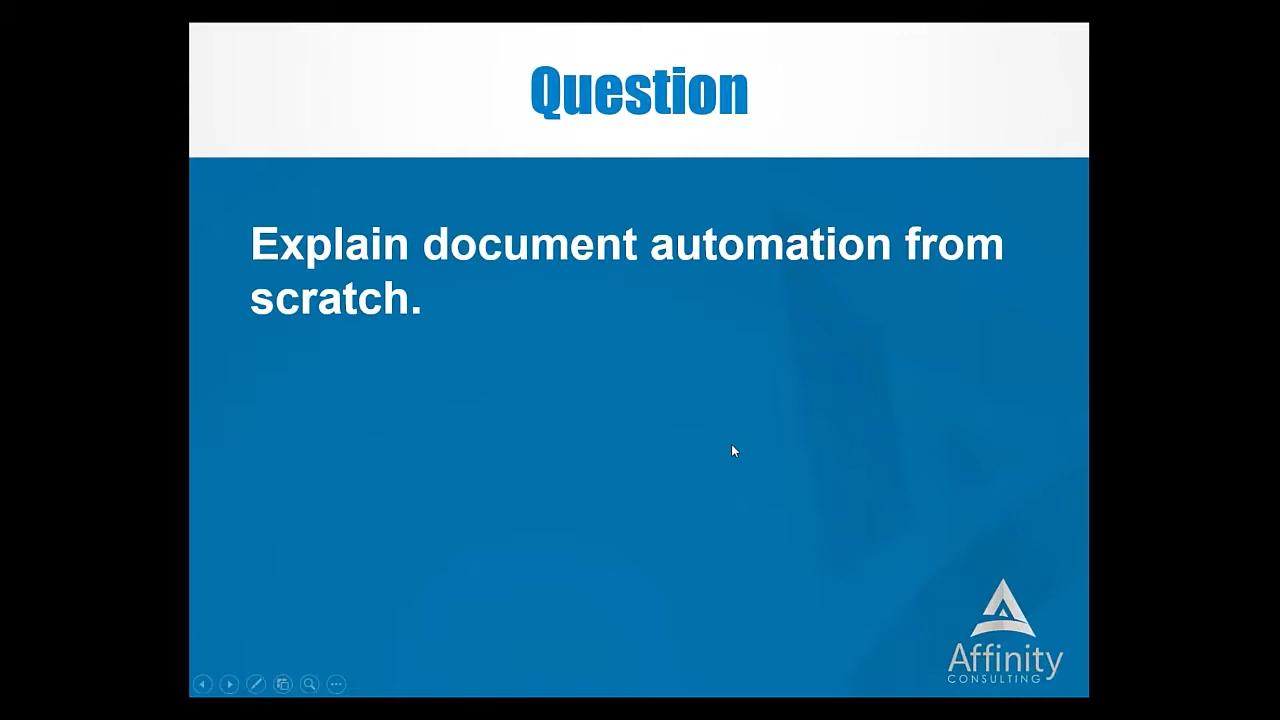 Question
Explain document automation from
scratch.
Affinity
CONSULTING